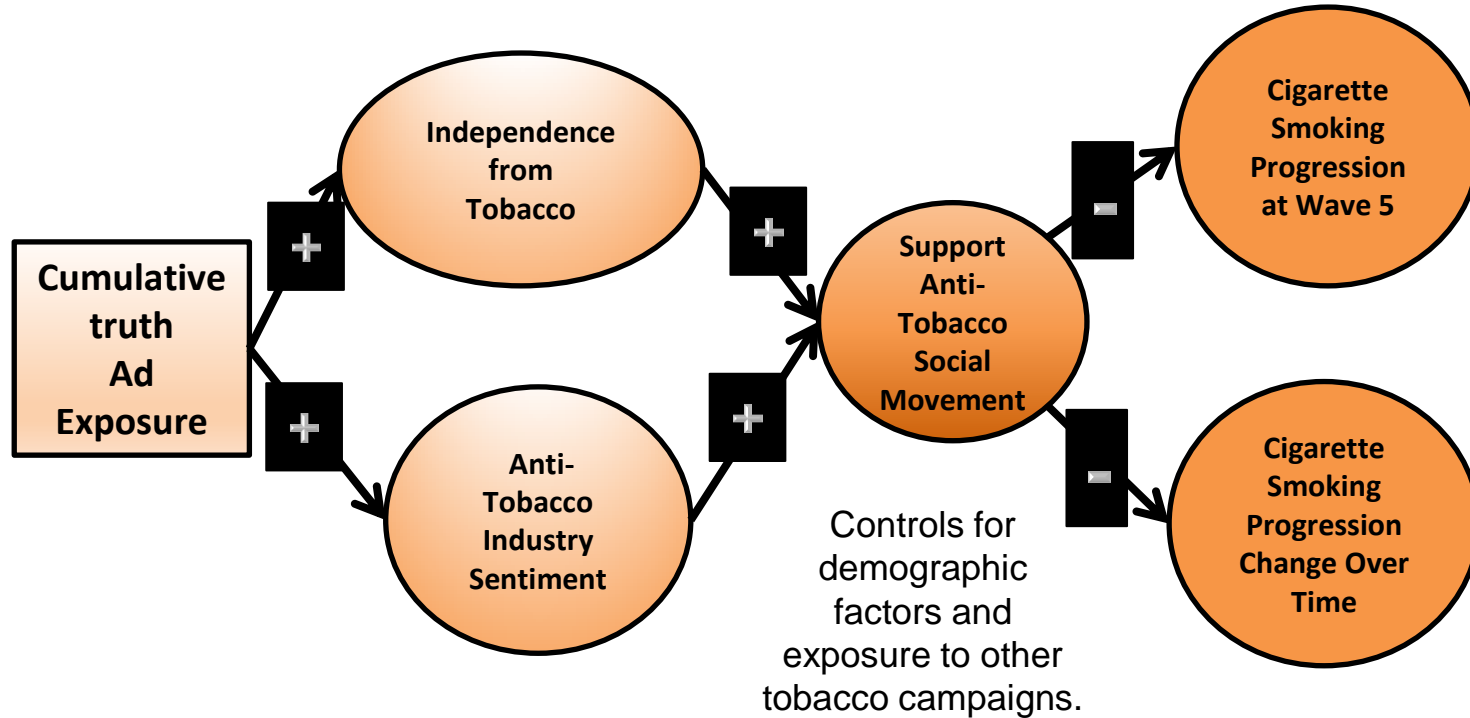 Cumulative
truth
Ad
Exposure
+
+
Independence
from
Tobacco
Anti-
Tobacco
Industry
Sentiment
+
+
Support
Anti-
Tobacco
Social
Movement
-
-
Cigarette
Smoking
Progression
at Wave 5
Cigarette
Smoking
Progression
Change Over
Time
Controls for
demographic
factors and
exposure to other
tobacco campaigns.